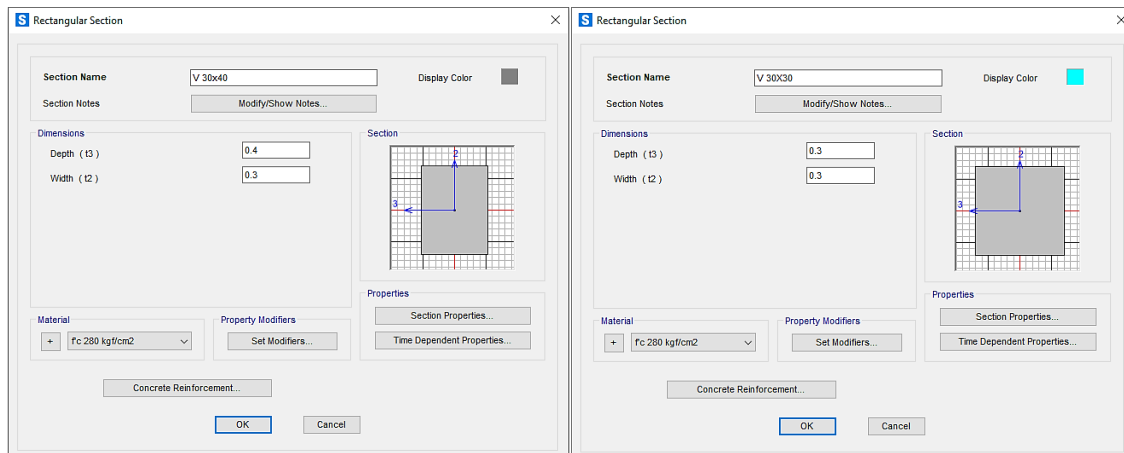 S Rectangular Section
Section Name
V 30x40
Display Color
Section Notes
Modify/Show Notes...
Dimensions
Depth ( t3 )
0.4
Width ( t2 )
0.3
Section
2
3
Properties
Section Properties...
Time Dependent Properties...
Material
+
f'c 280 kgf/cm2
Property Modifiers
Set Modifiers...
Concrete Reinforcement...
OK
Cancel
S Rectangular Section
Section Name
V 30X30
Display Color
Section Notes
Modify/Show Notes...
Dimensions
Depth ( t3 )
0.3
Width ( t2 )
0.3
Section
2
3
Properties
Section Properties...
Time Dependent Properties...
Material
+
f'c 280 kgf/cm2
Property Modifiers
Set Modifiers...
Concrete Reinforcement...
OK
Cancel